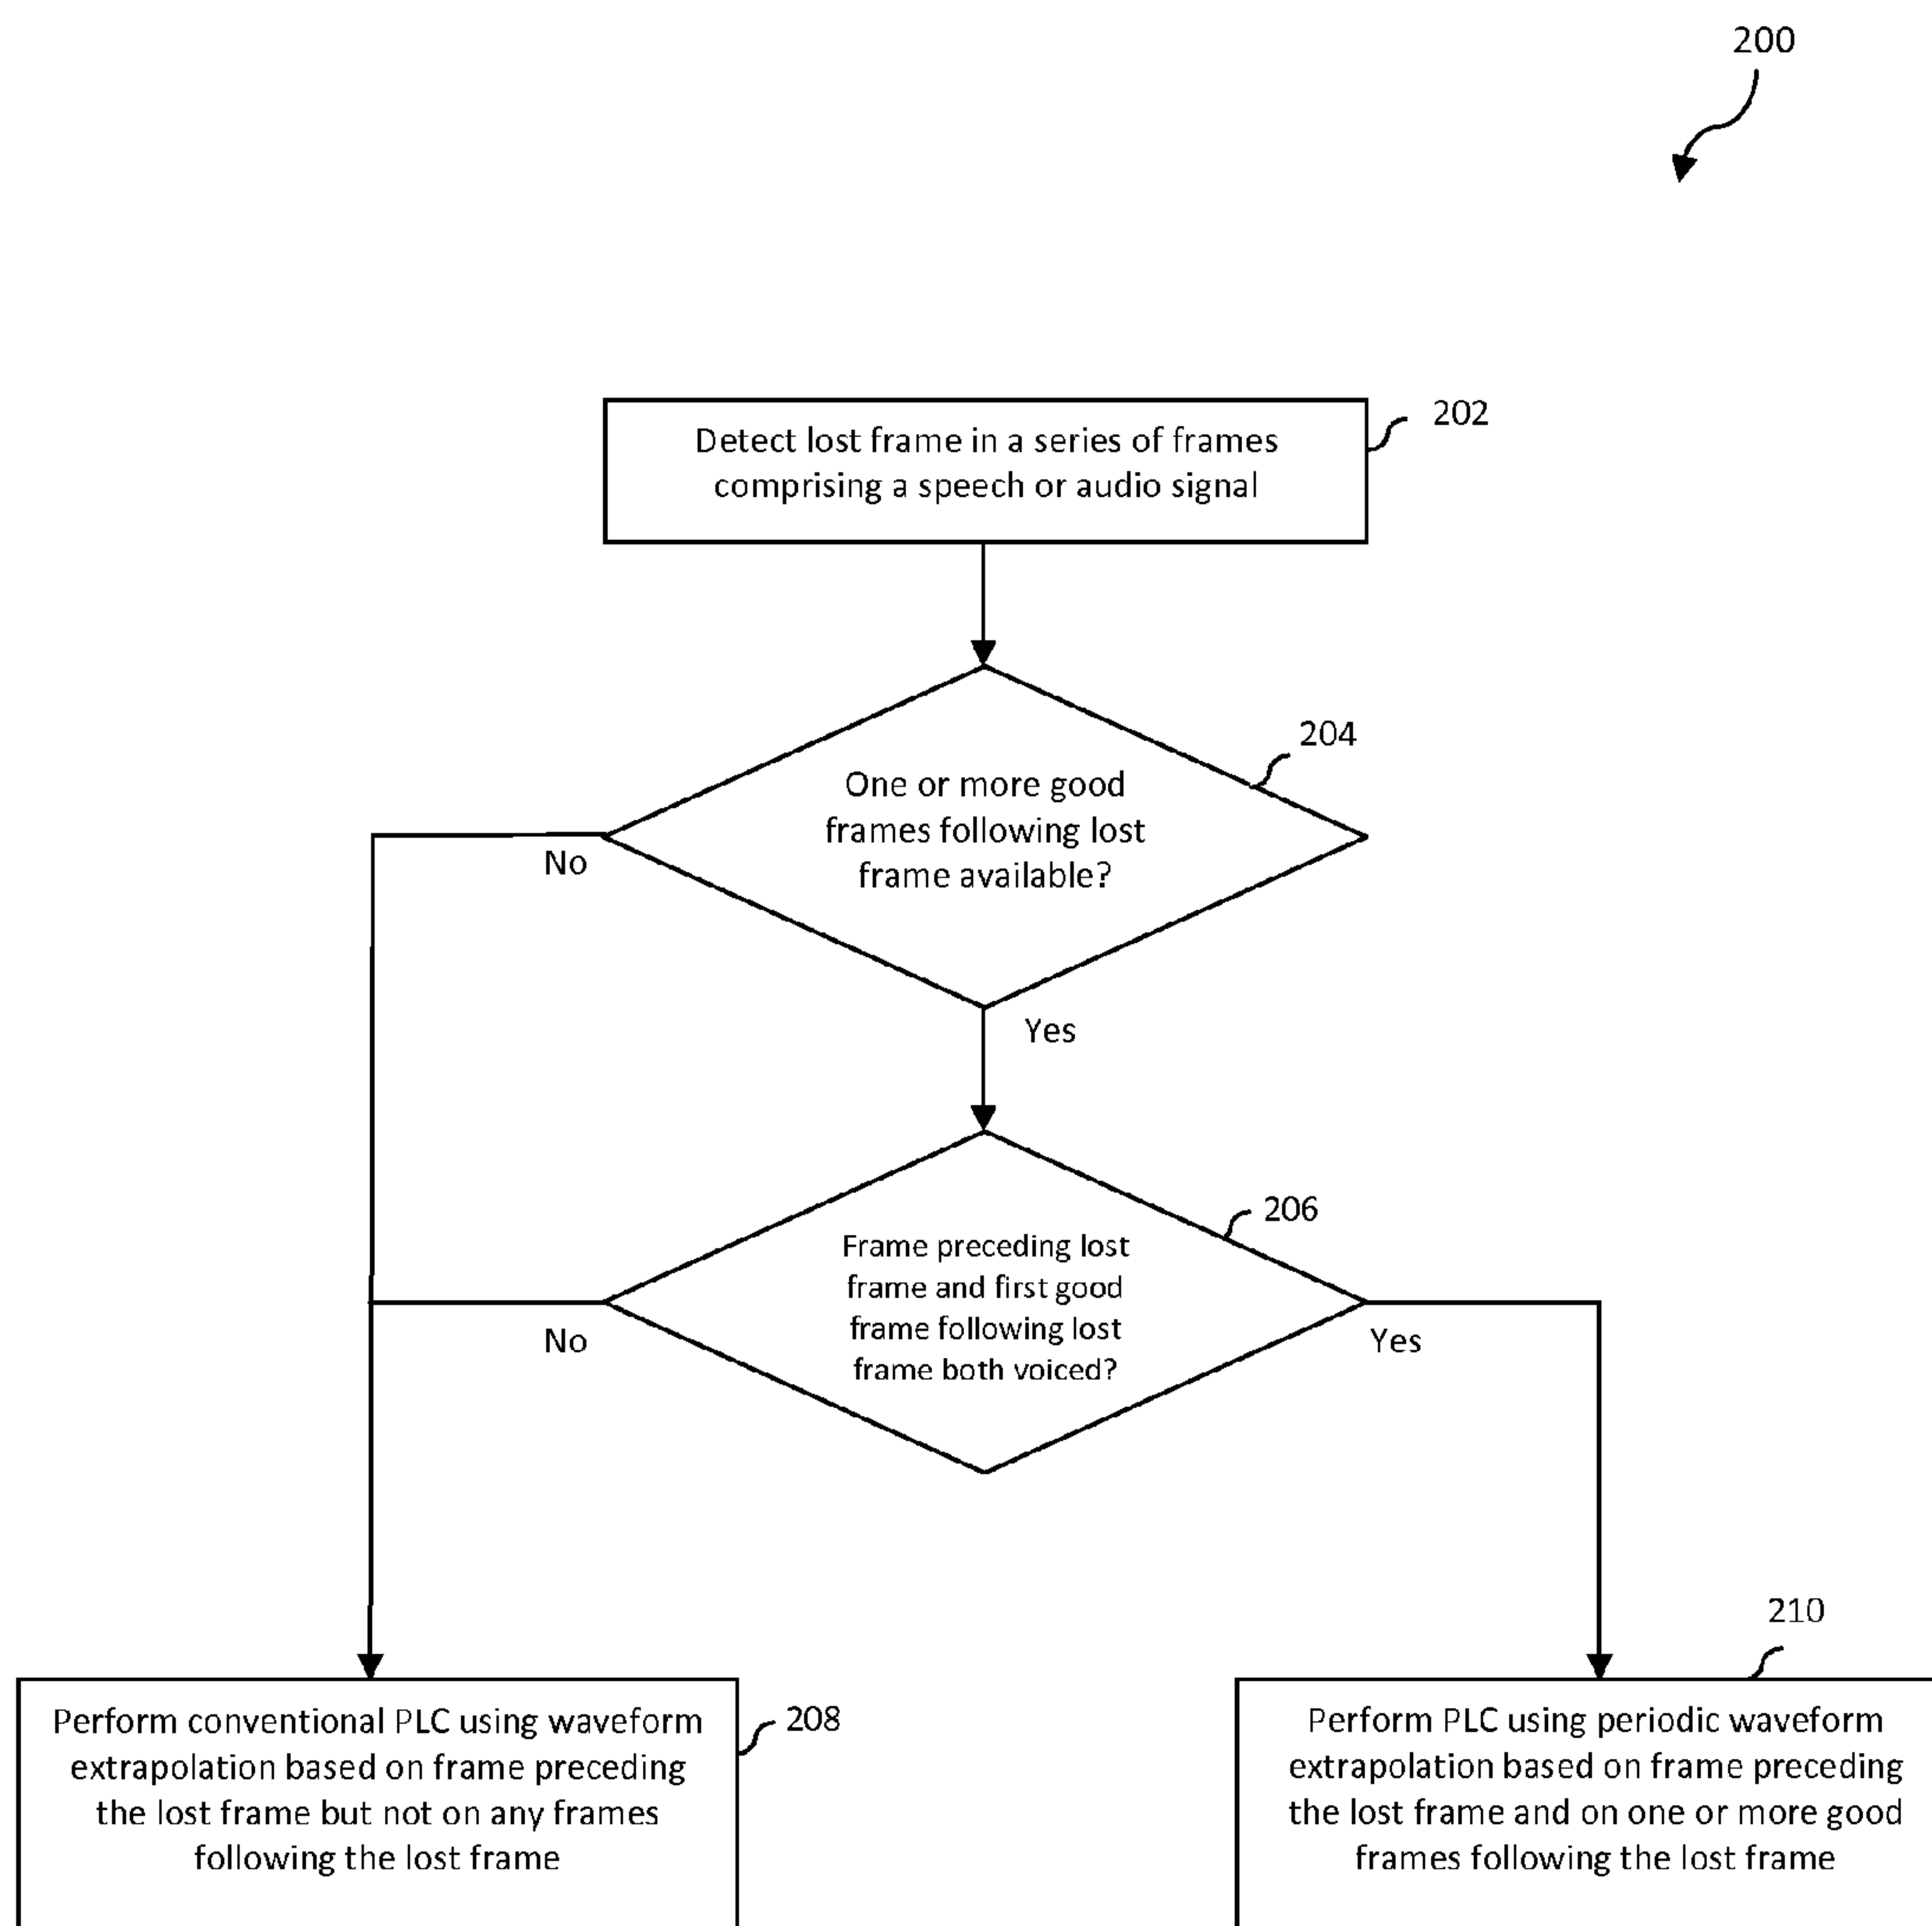 200
Detect lost frame in a series of frames
comprising a speech or audio signal
202
204
One or more good
frames following lost
frame available?
No
Yes
206
Frame preceding lost
frame and first good
frame following lost
frame both voiced?
No
Yes
210
Perform conventional PLC using waveform
extrapolation based on frame preceding
the lost frame but not on any frames
following the lost frame
208
Perform PLC using periodic waveform
extrapolation based on frame preceding
the lost frame and on one or more good
frames following the lost frame